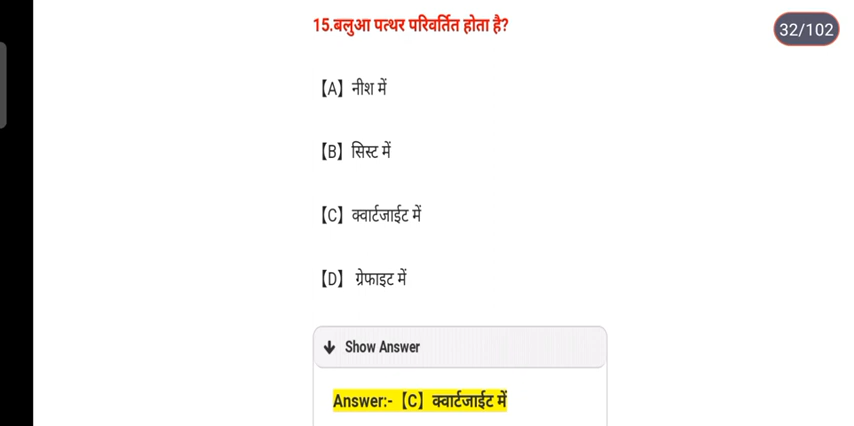 15.बलुआ पत्थर परिवर्तित होता है?
32/102
【A】 नीश में
【B】 सिस्ट में
【C】 क्वार्टजाईट में
【D】 ग्रेफाइट में
↓ Show Answer
Answer:- 【C】 क्वार्टजाईट में